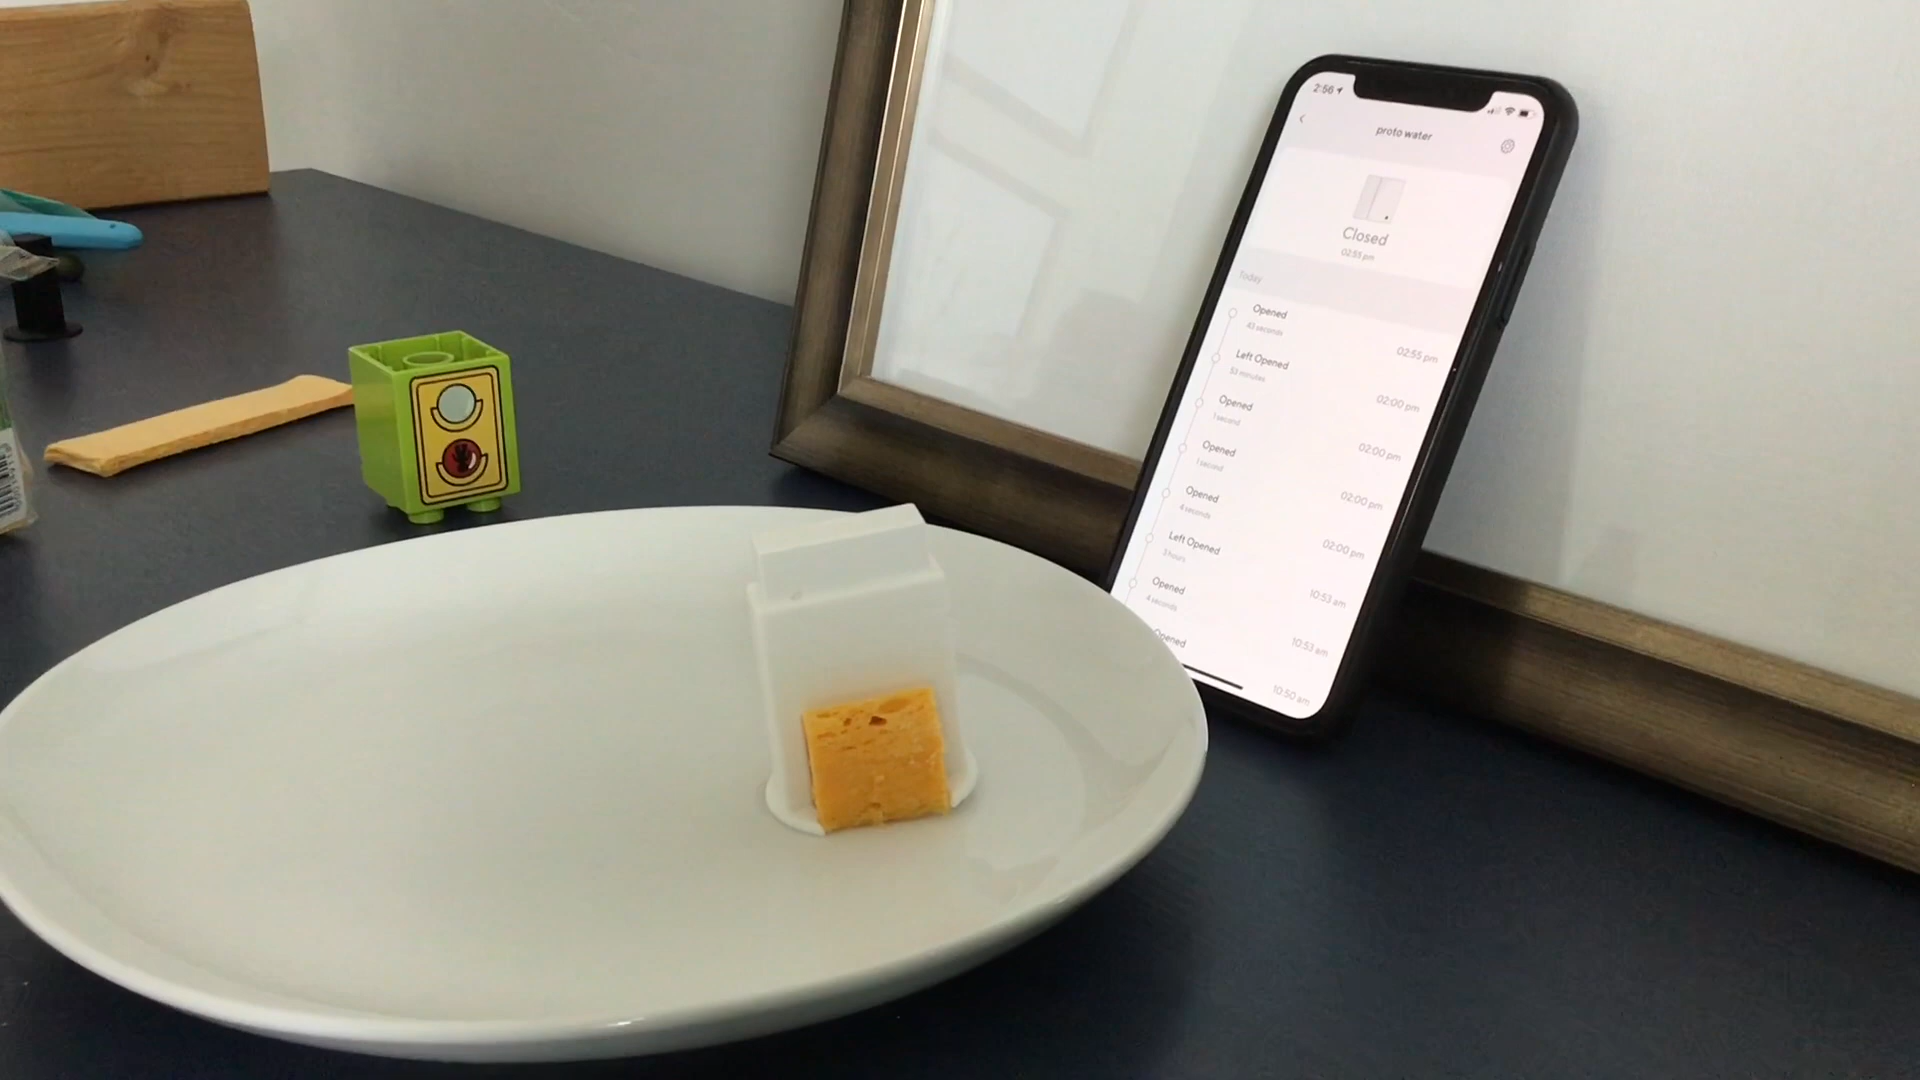 2:56
proto water
Closed
02:55 pm
Today
Opened
43 seconds
02:55 pm
Left Opened
53 minutes
02:00 pm
Opened
1 second
02:00 pm
Opened
1 second
02:00 pm
Opened
4 seconds
02:00 pm
Left Opened
3 hours
10:53 am
Opened
4 seconds
10:53 am
Opened
10:50 am